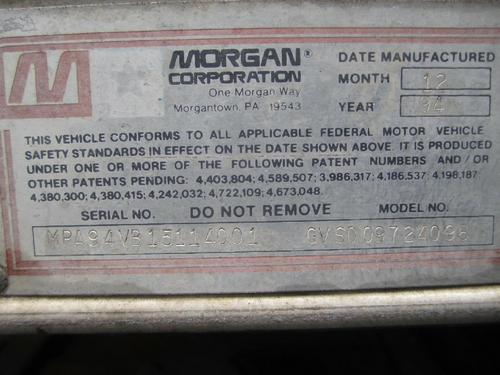 M
MORGAN®
CORPORATION
One Morgan Way
Morgantown, PA 19543
DATE MANUFACTURED
MONTH 12
YEAR 94
THIS VEHICLE CONFORMS TO ALL APPLICABLE FEDERAL MOTOR VEHICLE
SAFETY STANDARDS IN EFFECT ON THE DATE SHOWN ABOVE. IT IS PRODUCED
UNDER ONE OR MORE OF THE FOLLOWING PATENT NUMBERS AND/OR
OTHER PATENTS PENDING: 4,403,804; 4,589,507; 3,986,317; 4,186,537; 4,198,187
4,380,300; 4,380,415; 4,242,032; 4,722,109; 4,673,048.
SERIAL NO. DO NOT REMOVE MODEL NO.
MPA94VB15114001 GVSD09724096